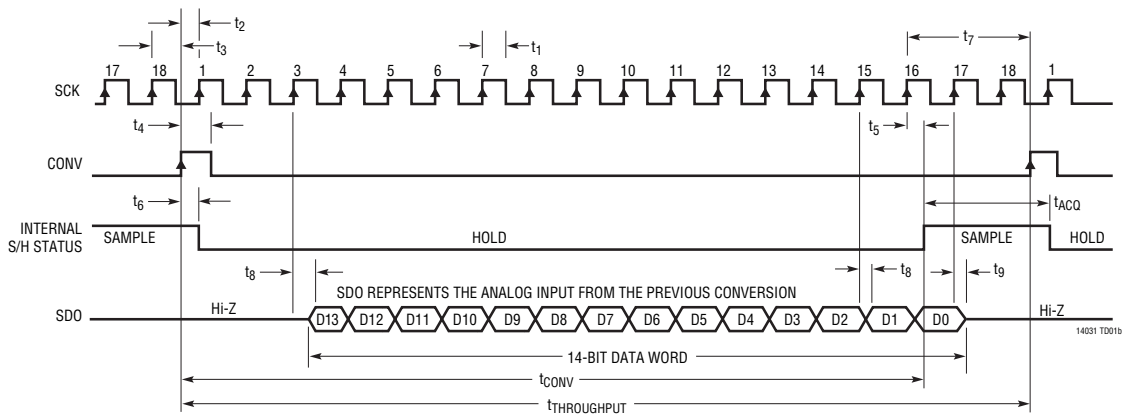 t2
t3
t1
t7
17 18 1 2 3 4 5 6 7 8 9 10 11 12 13 14 15 16 17 18 1
SCK
t4
t5
CONV
t6
tACQ
INTERNAL
S/H STATUS
SAMPLE HOLD SAMPLE HOLD
t8 t8 t9
SDO REPRESENTS THE ANALOG INPUT FROM THE PREVIOUS CONVERSION
Hi-Z Hi-Z
SDO
D13 D12 D11 D10 D9 D8 D7 D6 D5 D4 D3 D2 D1 D0
14031 TD01b
14-BIT DATA WORD
tCONV
tTHROUGHPUT